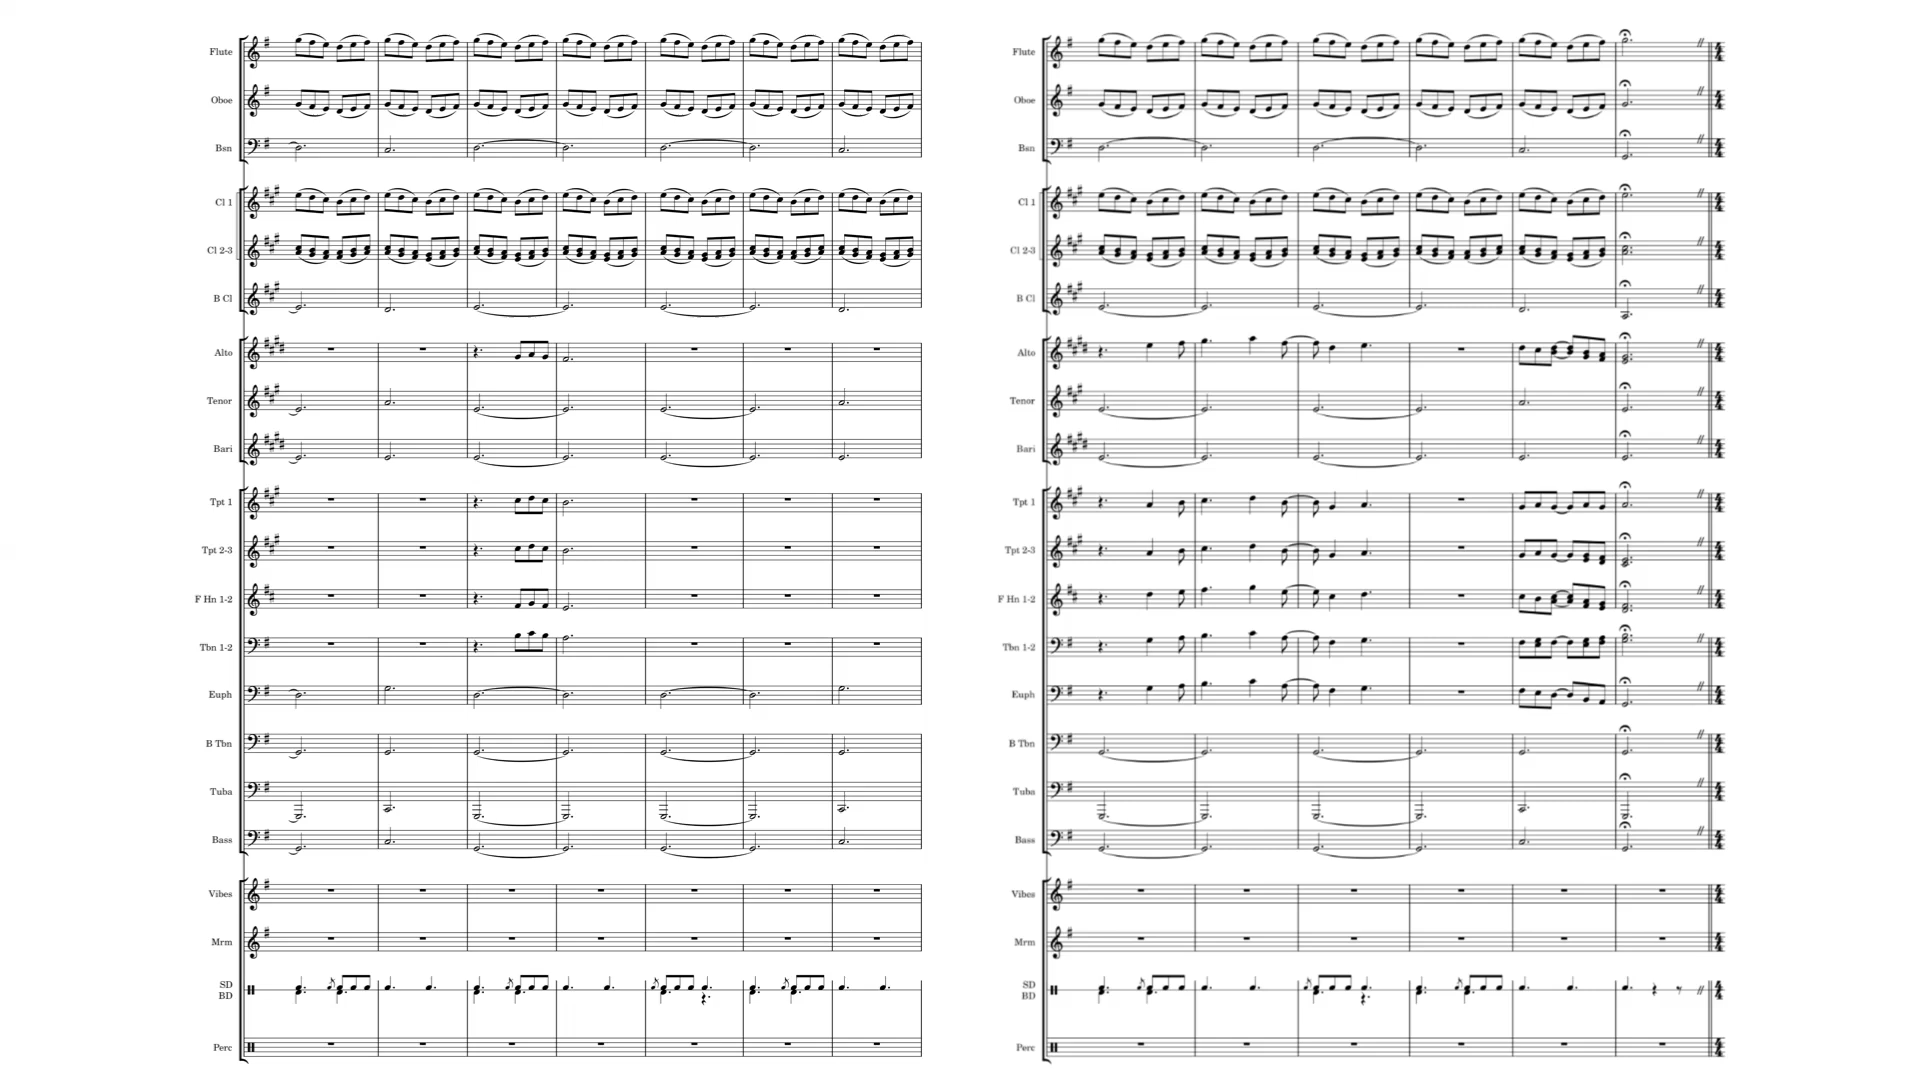 Flute
Oboe
Bsn
Cl 1
Cl 2-3
B Cl
Alto
Tenor
Bari
Tpt 1
Tpt 2-3
F Hn 1-2
Tbn 1-2
Euph
B Tbn
Tuba
Bass
Vibes
Mrm
SD
BD
Perc
Flute
Oboe
Bsn
Cl 1
Cl 2-3
B Cl
Alto
Tenor
Bari
Tpt 1
Tpt 2-3
F Hn 1-2
Tbn 1-2
Euph
B Tbn
Tuba
Bass
Vibes
Mrm
SD
BD
Perc